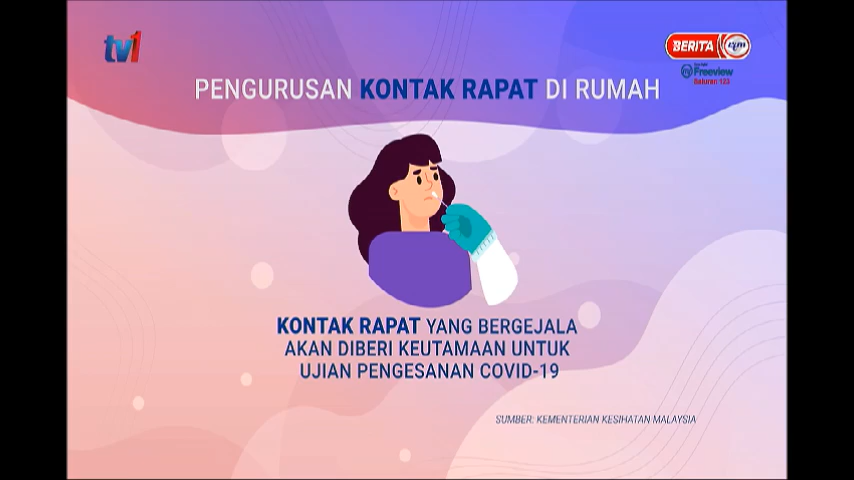 tv1
BERITA rtm
Freeview
Saluran 123
PENGURUSAN KONTAK RAPAT DI RUMAH
KONTAK RAPAT YANG BERGEJALA
AKAN DIBERI KEUTAMAAN UNTUK
UJIAN PENGESANAN COVID-19
SUMBER: KEMENTERIAN KESIHATAN MALAYSIA